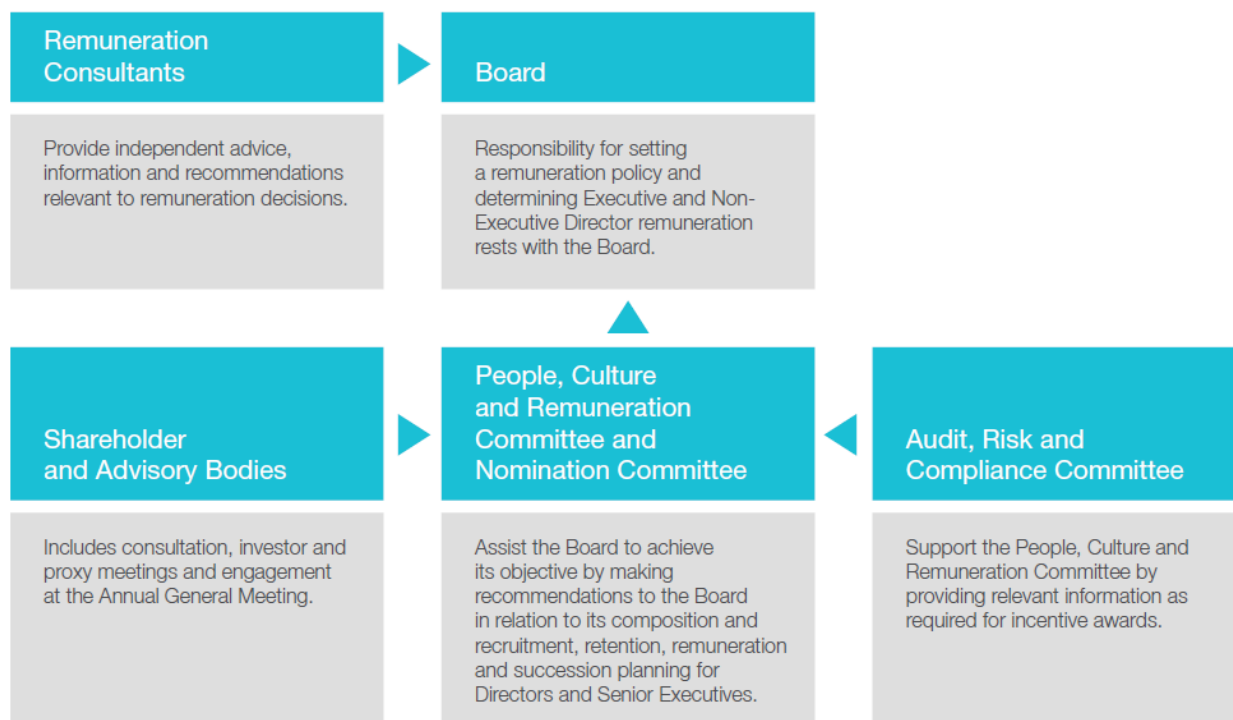 Remuneration
Consultants
Board
Provide independent advice,
information and recommendations
relevant to remuneration decisions.
Responsibility for setting
a remuneration policy and
determining Executive and Non-
Executive Director remuneration
rests with the Board.
Shareholder
and Advisory Bodies
People, Culture
and Remuneration
Committee and
Nomination Committee
Audit, Risk and
Compliance Committee
Includes consultation, investor and
proxy meetings and engagement
at the Annual General Meeting.
Assist the Board to achieve
its objective by making
recommendations to the Board
in relation to its composition and
recruitment, retention, remuneration
and succession planning for
Directors and Senior Executives.
Support the People, Culture and
Remuneration Committee by
providing relevant information as
required for incentive awards.